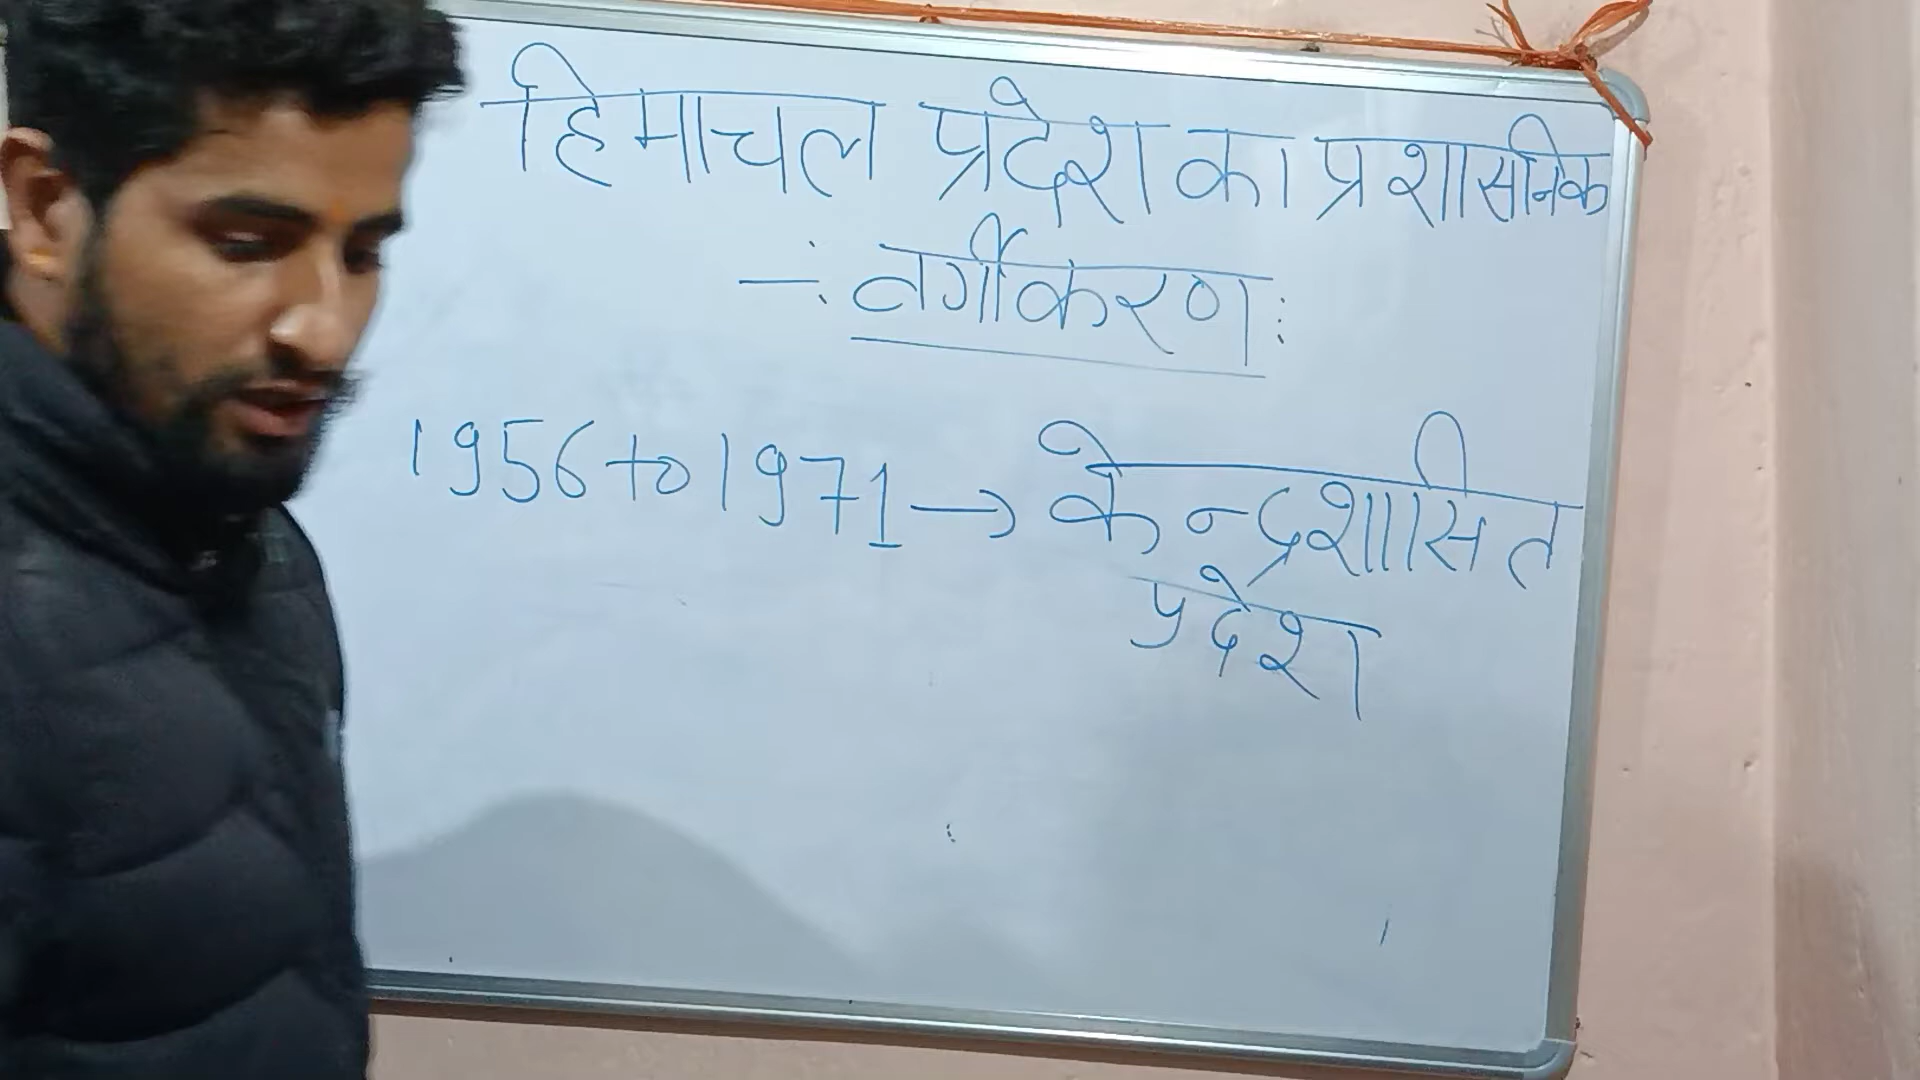 हिमाचल प्रदेश का प्रशासनिक
-: वर्गीकरण:
1956 to 1971 → केन्द्रशासित
प्रदेश